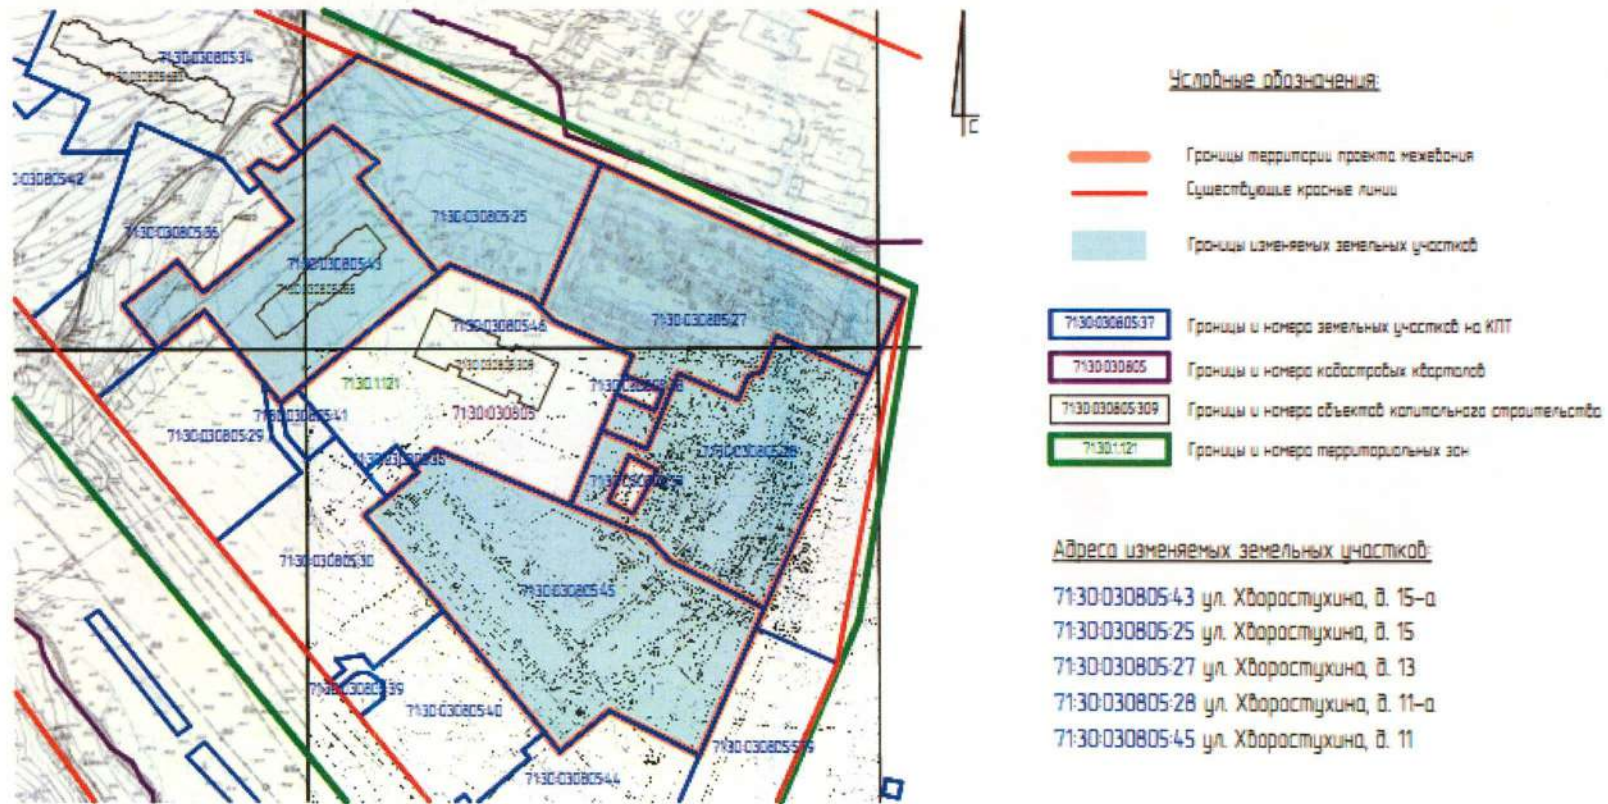 71:30:030805:34
71:30:030805:36
71:30:030805:25
71:30:030805:43
71:30:030805:46
71:30:030805:27
71:30:030805:309
71:30:1.121
71:30:030805
71:30:030805:41
71:30:030805:29
71:30:030805:28
71:30:030805:30
71:30:030805:45
71:30:030805:39
71:30:030805:40
71:30:030805:44
С
Условные обозначения:
Границы территории проекта межевания
Существующие красные линии
Границы изменяемых земельных участков
71:30:030805:37 Границы и номера земельных участков на КПТ
71:30:030805 Границы и номера кадастровых кварталов
71:30:030805:309 Границы и номера объектов капитального строительства
71:30:1.121 Границы и номера территориальных зон
Адреса изменяемых земельных участков:
71:30:030805:43 ул. Хворостухина, д. 15-а
71:30:030805:25 ул. Хворостухина, д. 15
71:30:030805:27 ул. Хворостухина, д. 13
71:30:030805:28 ул. Хворостухина, д. 11-а
71:30:030805:45 ул. Хворостухина, д. 11